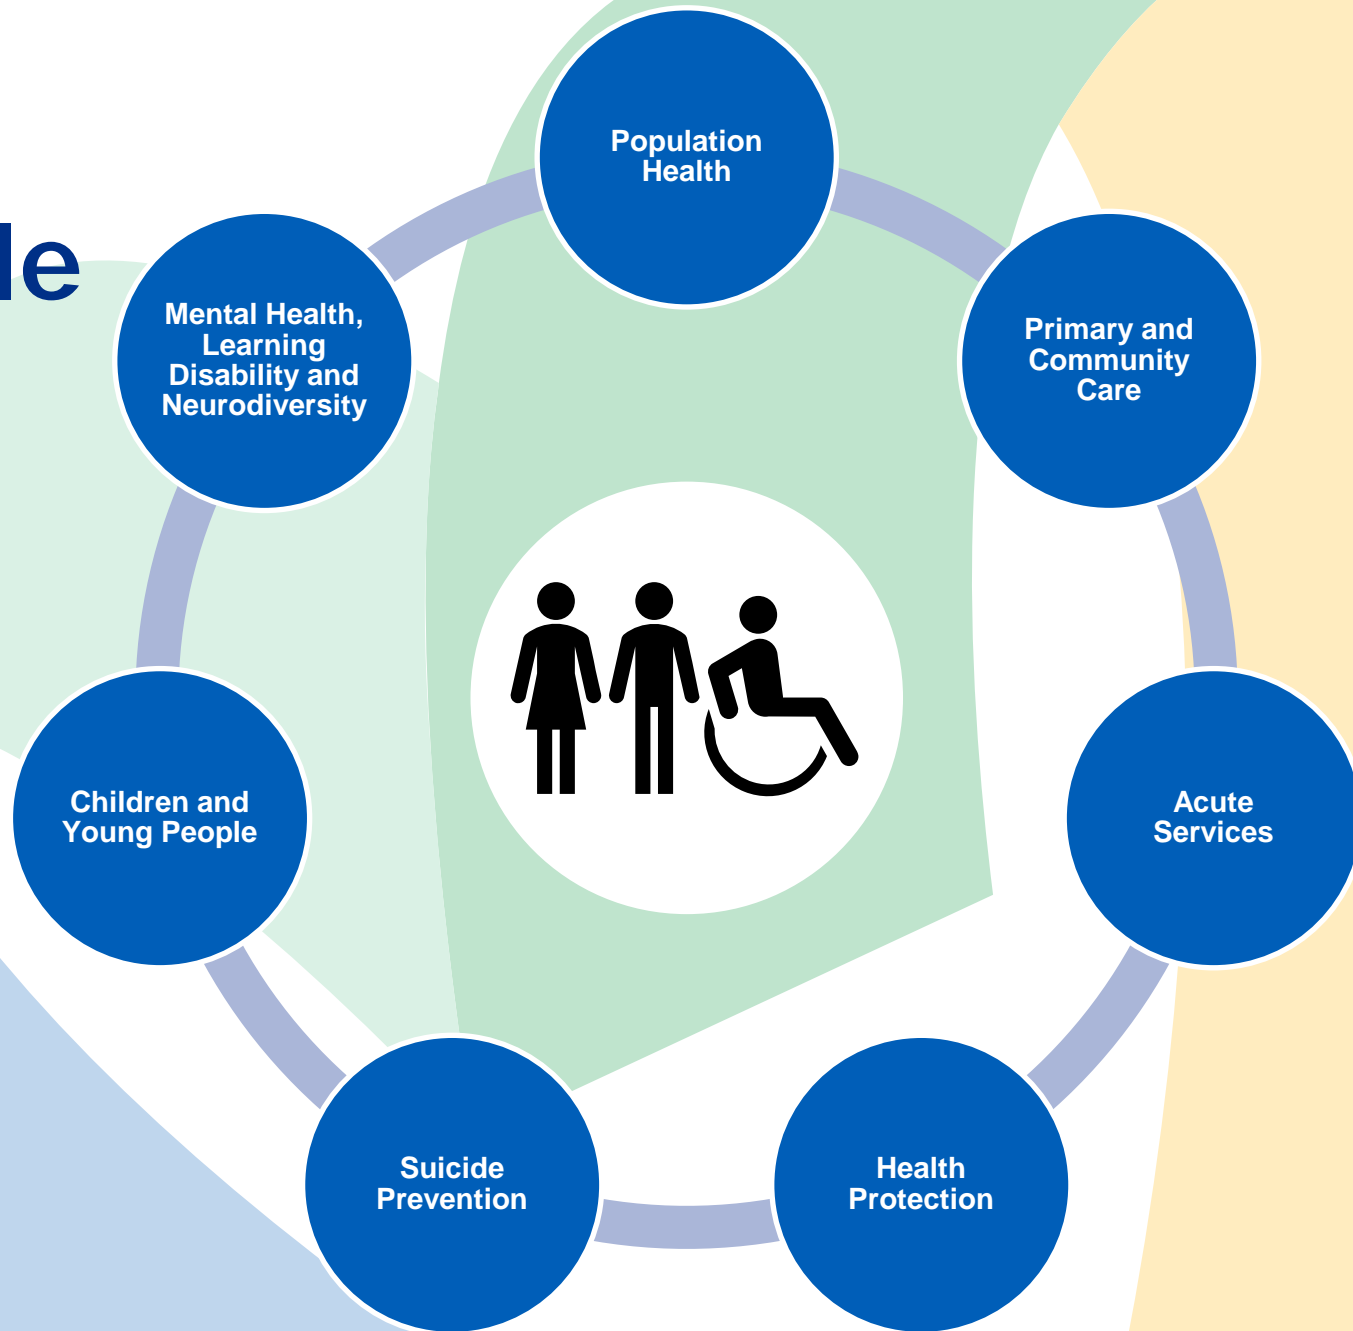 le
Population
Health
Mental Health,
Learning
Disability and
Neurodiversity
Primary and
Community
Care
Children and
Young People
Acute
Services
Suicide
Prevention
Health
Protection